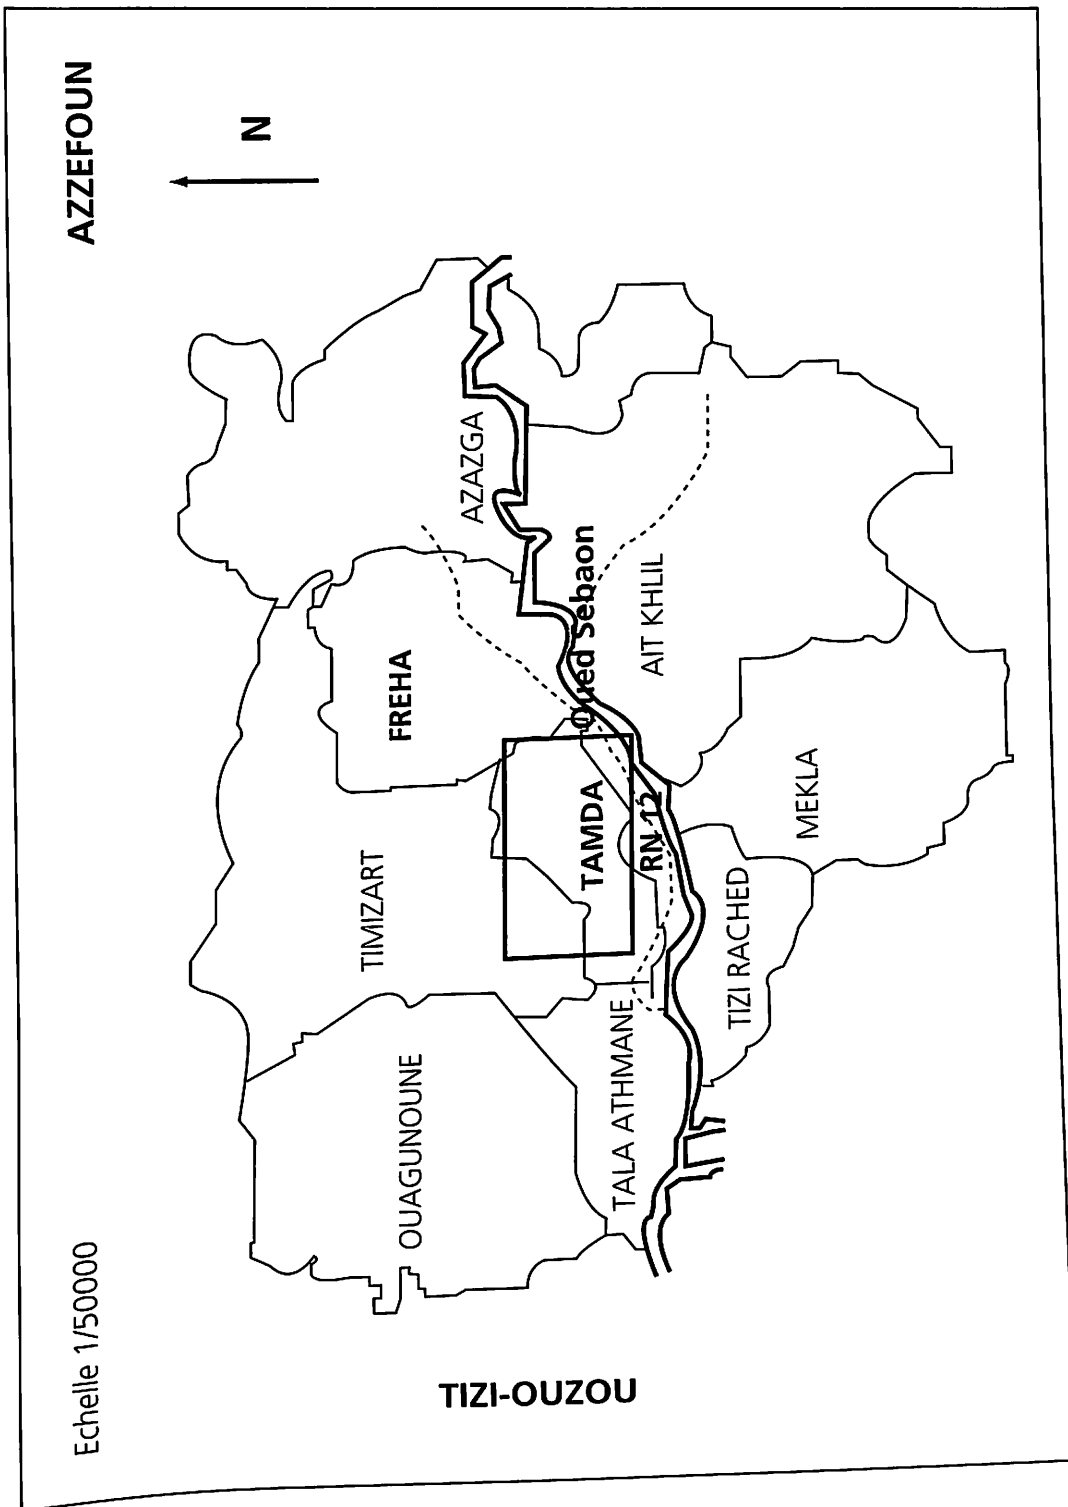 Echelle 1/50000
AZZEFOUN
N
OUAGUNOUNE
TIMIZART
FREHA
AZAZGA
TIZI-OUZOU
TALA ATHMANE
TAMDA
Oued Sebaon
RN 12
AIT KHLIL
TIZI RACHED
MEKLA